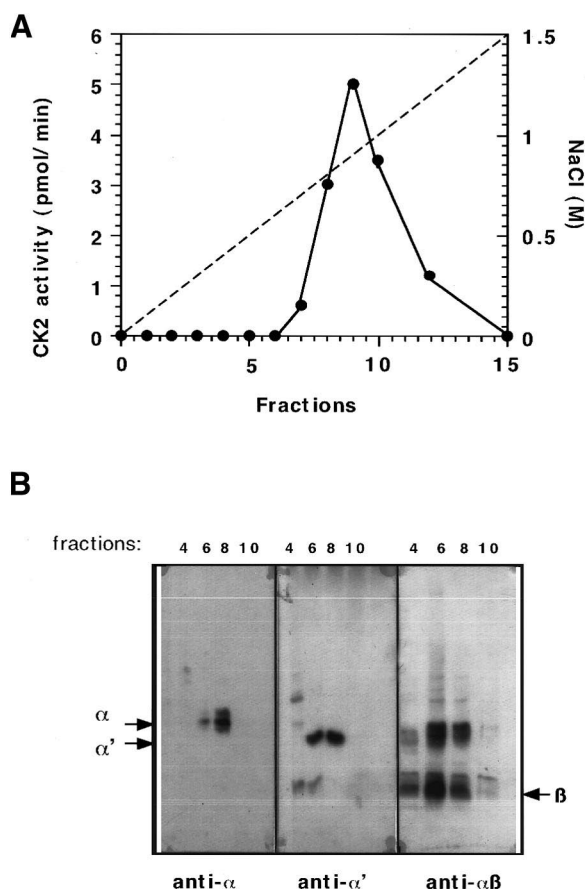 A
CK2 activity (pmol/min)
6
5
4
3
2
1
0
1.5
1
0.5
0
NaCl (M)
0 5 10 15
Fractions
B
fractions: 4 6 8 10 4 6 8 10 4 6 8 10
α
α’
ß
anti-α anti-α’ anti-αß